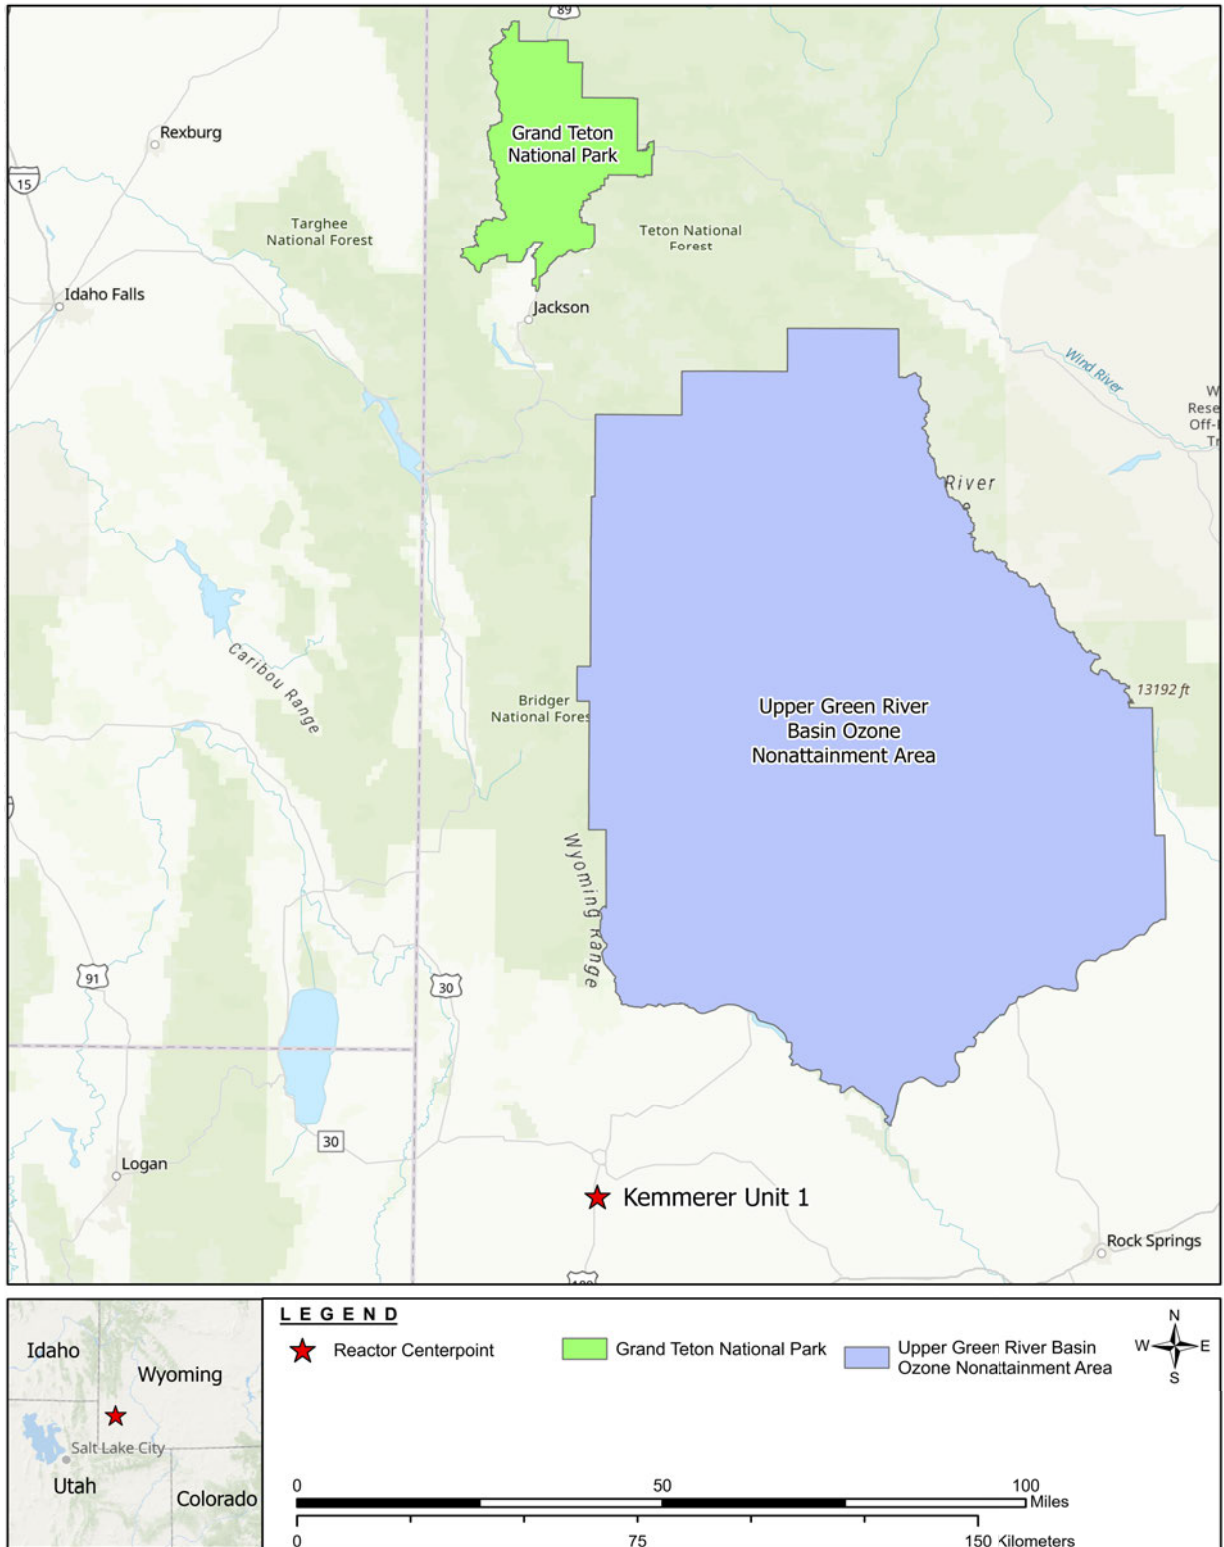 89
Grand Teton
National Park
Rexburg
15
Targhee
National Forest
Teton National
Forest
Idaho Falls
Jackson
Wind River
W
Rese
Off-
Tr
River
13192 ft
Caribou Range
Bridger
National Fores
Upper Green River
Basin Ozone
Nonattainment Area
Wyoming Range
91
30
30
Logan
Kemmerer Unit 1
Rock Springs
Idaho
Wyoming
Salt Lake City
Utah
Colorado
LEGEND
Reactor Centerpoint
Grand Teton National Park
Upper Green River Basin
Ozone Nonattainment Area
N
W E
S
0 50 100
Miles
0 75 150 Kilometers